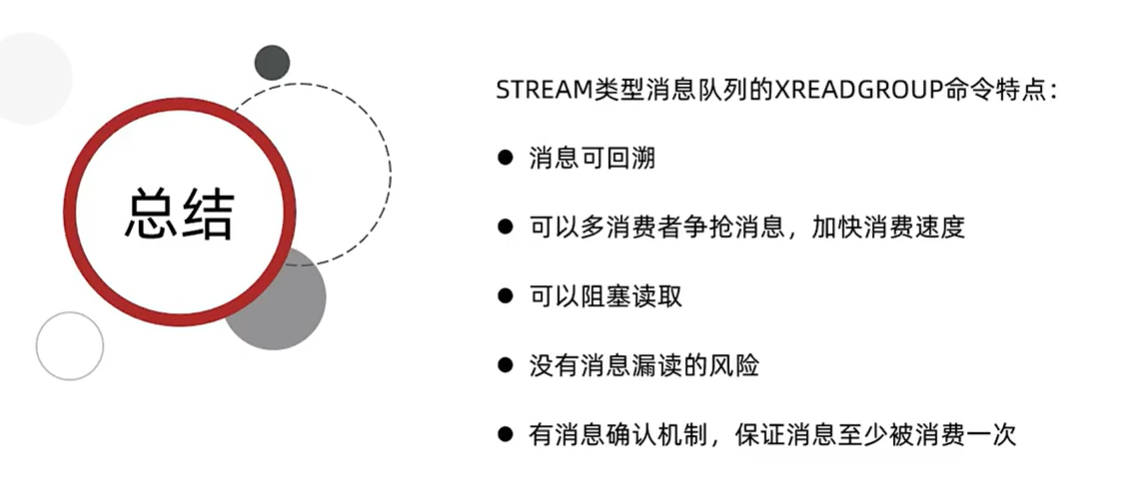 总结
STREAM类型消息队列的XREADGROUP命令特点：
● 消息可回溯
● 可以多消费者争抢消息，加快消费速度
● 可以阻塞读取
● 没有消息漏读的风险
● 有消息确认机制，保证消息至少被消费一次